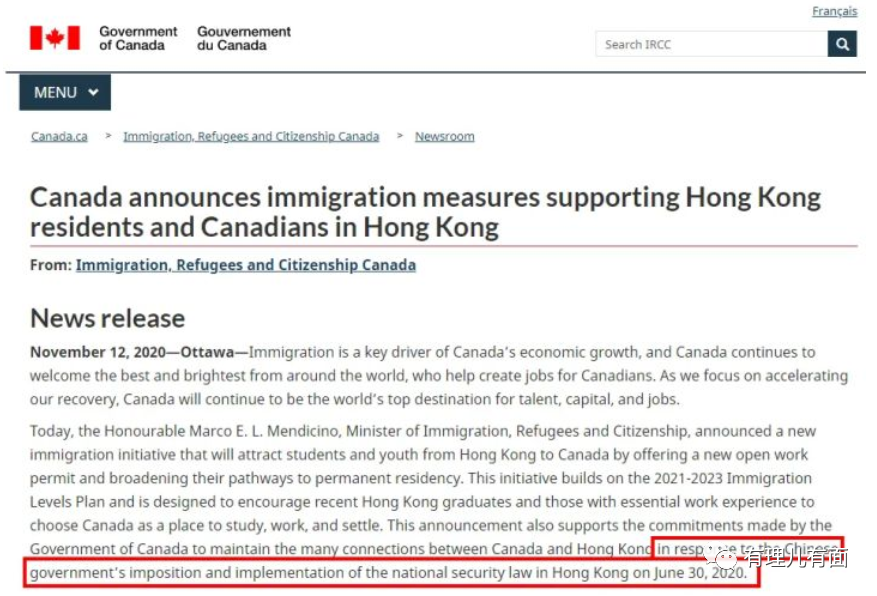 Français
Government
of Canada
Gouvernement
du Canada
Search IRCC
MENU
Canada.ca > Immigration, Refugees and Citizenship Canada > Newsroom
Canada announces immigration measures supporting Hong Kong
residents and Canadians in Hong Kong
From: Immigration, Refugees and Citizenship Canada
News release
November 12, 2020—Ottawa—Immigration is a key driver of Canada's economic growth, and Canada continues to
welcome the best and brightest from around the world, who help create jobs for Canadians. As we focus on accelerating
our recovery, Canada will continue to be the world's top destination for talent, capital, and jobs.
Today, the Honourable Marco E. L. Mendicino, Minister of Immigration, Refugees and Citizenship, announced a new
immigration initiative that will attract students and youth from Hong Kong to Canada by offering a new open work
permit and broadening their pathways to permanent residency. This initiative builds on the 2021-2023 Immigration
Levels Plan and is designed to encourage recent Hong Kong graduates and those with essential work experience to
choose Canada as a place to study, work, and settle. This announcement also supports the commitments made by the
Government of Canada to maintain the many connections between Canada and Hong Kong in response to the Chinese
government's imposition and implementation of the national security law in Hong Kong on June 30, 2020.
有理儿有面